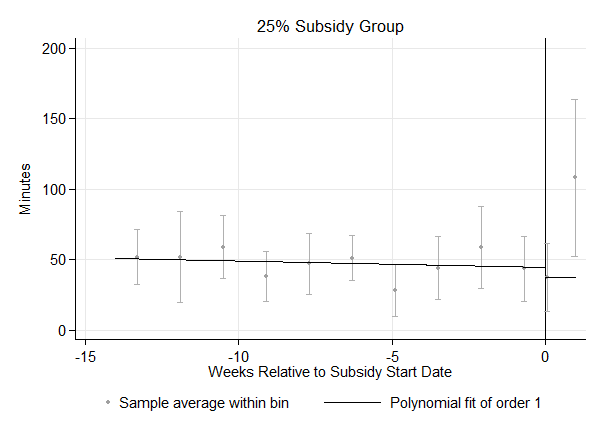 25% Subsidy Group
200
150
100
50
0
Minutes
-15 -10 -5 0
Weeks Relative to Subsidy Start Date
Sample average within bin Polynomial fit of order 1